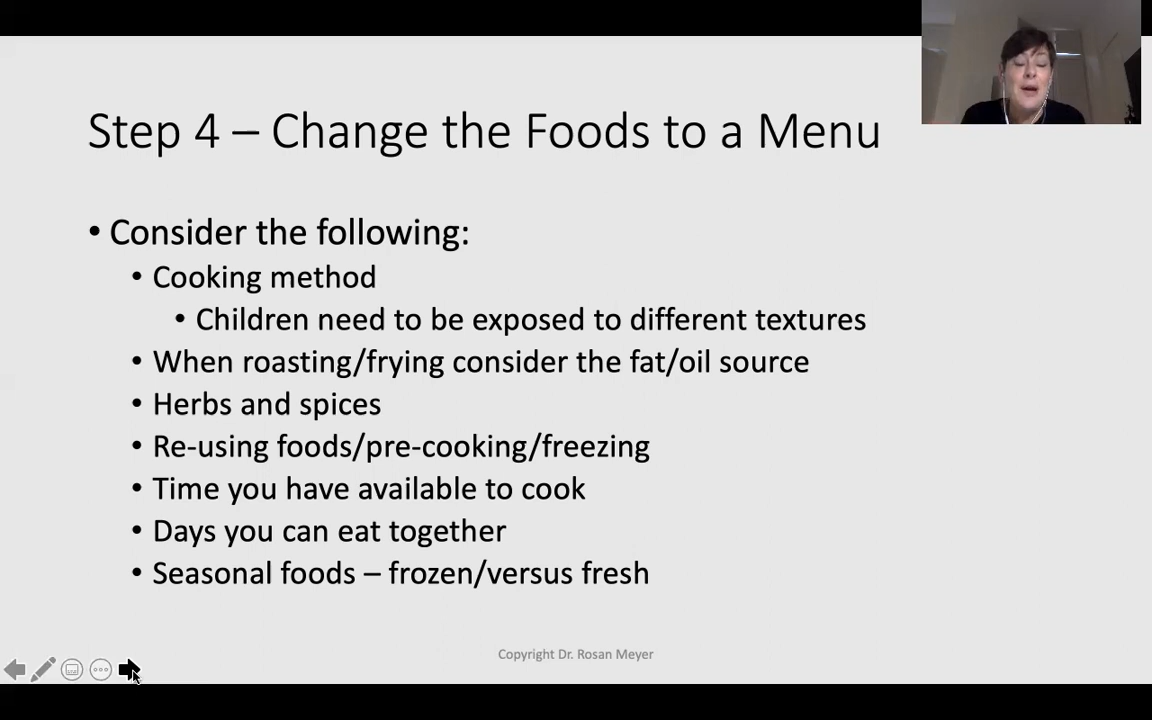 Step 4 – Change the Foods to a Menu
• Consider the following:
• Cooking method
• Children need to be exposed to different textures
• When roasting/frying consider the fat/oil source
• Herbs and spices
• Re-using foods/pre-cooking/freezing
• Time you have available to cook
• Days you can eat together
• Seasonal foods – frozen/versus fresh
Copyright Dr. Rosan Meyer